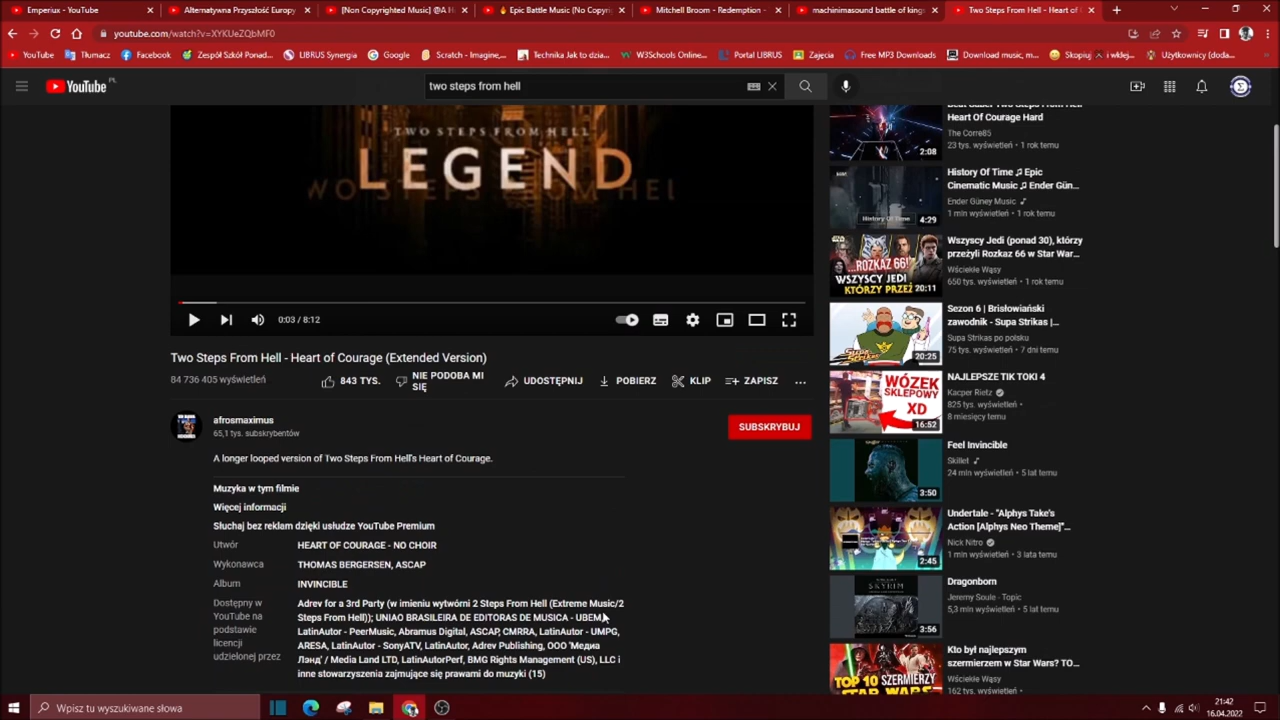 Emperiux - YouTube
Alternatywna Przyszłość Europy
[Non Copyrighted Music] @A H
🔥 Epic Battle Music (No Copyri
Mitchell Broom - Redemption -
machinimasound battle of kings
Two Steps From Hell - Heart of
youtube.com/watch?v=XYKUeZQbMF0
YouTube
Tłumacz
Facebook
Zespół Szkół Ponad...
LIBRUS Synergia
Google
Scratch - Imagine,...
Technika Jak to dzia...
W3Schools Online...
Portal LIBRUS
Zajęcia
Free MP3 Downloads
Download music, m...
Skopiuj
i wklej...
Użytkownicy (doda...
YouTube PL
two steps from hell
TWO STEPS FROM HELL
LEGEND
0:03 / 8:12
Two Steps From Hell - Heart of Courage (Extended Version)
84 736 405 wyświetleń
843 TYS.
NIE PODOBA MI
SIĘ
UDOSTĘPNIJ
POBIERZ
KLIP
ZAPISZ
afrosmaximus
65,1 tys. subskrybentów
SUBSKRYBUJ
A longer looped version of Two Steps From Hell's Heart of Courage.
Muzyka w tym filmie
Więcej informacji
Słuchaj bez reklam dzięki usłudze YouTube Premium
Utwór HEART OF COURAGE - NO CHOIR
Wykonawca THOMAS BERGERSEN, ASCAP
Album INVINCIBLE
Dostępny w
YouTube na
podstawie
licencji
udzielonej przez
Adrev for a 3rd Party (w imieniu wytwórni 2 Steps From Hell (Extreme Music/2
Steps From Hell)); UNIAO BRASILEIRA DE EDITORAS DE MUSICA - UBEM,
LatinAutor - PeerMusic, Abramus Digital, ASCAP, CMRRA, LatinAutor - UMPG,
ARESA, LatinAutor - SonyATV, LatinAutor, Adrev Publishing, ООО "Медиа
Ланд" / Media Land LTD, LatinAutorPerf, BMG Rights Management (US), LLC i
inne stowarzyszenia zajmujące się prawami do muzyki (15)
Heart Of Courage Hard
The Corre85
23 tys. wyświetleń • 1 rok temu
2:08
History Of Time ♫ Epic
Cinematic Music ♫ Ender Gün...
Ender Güney Music
1 mln wyświetleń • 1 rok temu
History Of Time
4:29
Wszyscy Jedi (ponad 30), którzy
przeżyli Rozkaz 66 w Star War...
Wściekłe Wąsy
650 tys. wyświetleń • 1 rok temu
...ROZKAZ 66!
WSZYSCY JEDI
KTÓRZY PRZEŻ
20:11
Sezon 6 | Brisłowiański
zawodnik - Supa Strikas |...
Supa Strikas po polsku
75 tys. wyświetleń • 7 dni temu
20:25
NAJLEPSZE TIK TOKI 4
Kacper Rietz
825 tys. wyświetleń •
8 miesięcy temu
WÓZEK
SKLEPOWY
XD
16:52
Feel Invincible
Skillet
24 mln wyświetleń • 5 lat temu
3:50
Undertale - "Alphys Take's
Action [Alphys Neo Theme]"...
Nick Nitro
1 mln wyświetleń • 3 lata temu
2:45
Dragonborn
Jeremy Soule - Topic
5,3 mln wyświetleń • 5 lat temu
SKYRIM
3:56
Kto był najlepszym
szermierzem w Star Wars? TO...
Wściekłe Wąsy
162 tys. wyświetleń •
TOP 10 SZERMIERZY
STAR WARS
Wpisz tu wyszukiwane słowa
21:42
16.04.2022